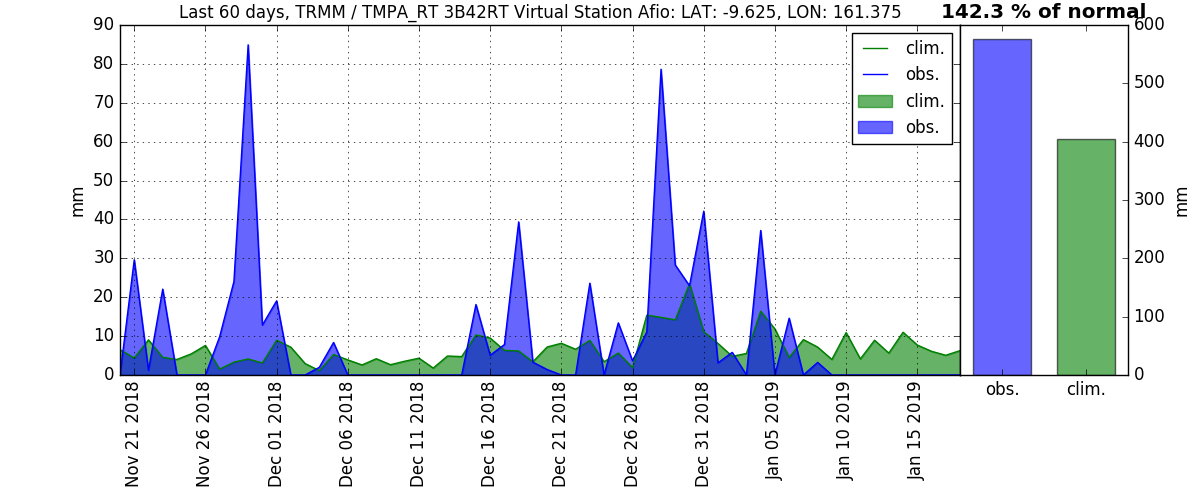 Last 60 days, TRMM / TMPA_RT 3B42RT Virtual Station Afio: LAT: -9.625, LON: 161.375
142.3 % of normal
90
80
70
60
50
40
30
20
10
0
mm
clim.
obs.
clim.
obs.
600
500
400
300
200
100
0
mm
obs.
clim.
Nov 21 2018
Nov 26 2018
Dec 01 2018
Dec 06 2018
Dec 11 2018
Dec 16 2018
Dec 21 2018
Dec 26 2018
Dec 31 2018
Jan 05 2019
Jan 10 2019
Jan 15 2019